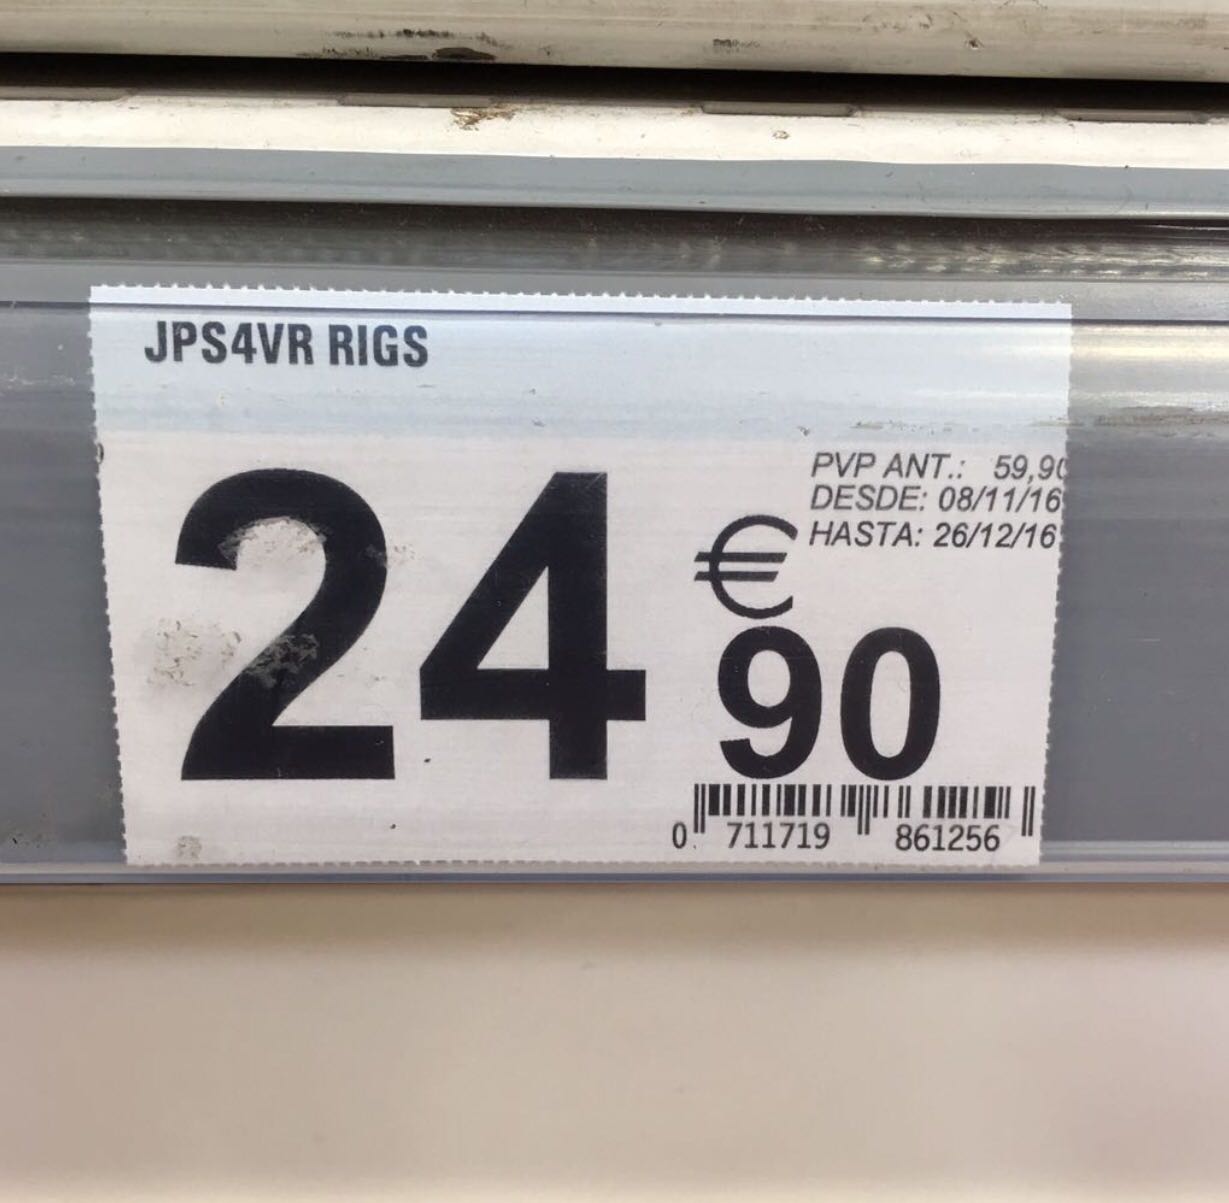 JPS4VR RIGS
PVP ANT.: 59,90
DESDE: 08/11/16
HASTA: 26/12/16
24 € 90
0 711719 861256